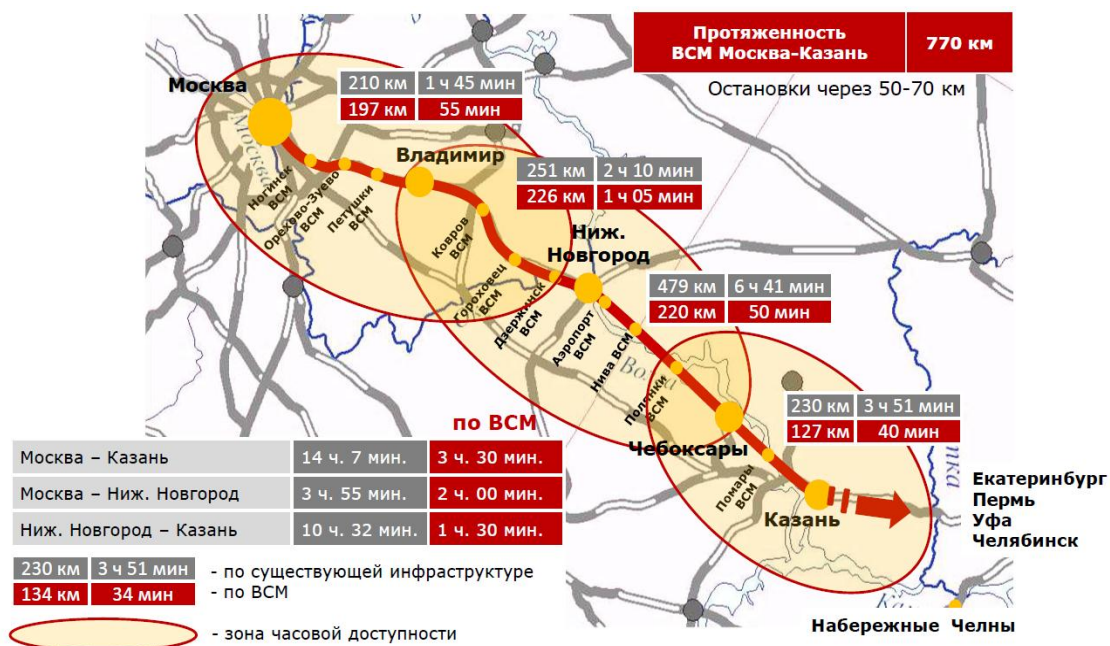 Протяженность
ВСМ Москва-Казань
770 км
Остановки через 50-70 км
Москва
210 км 1 ч 45 мин
197 км 55 мин
Москва
Владимир
251 км 2 ч 10 мин
226 км 1 ч 05 мин
Ногинск
ВСМ
Орехово-Зуево
ВСМ
Петушки
ВСМ
Ковров
ВСМ
Ниж.
Новгород
Гороховец
ВСМ
Дзержинск
ВСМ
479 км 6 ч 41 мин
220 км 50 мин
Аэропорт
ВСМ
Нива ВСМ
Волга
Полянки
ВСМ
230 км 3 ч 51 мин
127 км 40 мин
Чебоксары
Помары
ВСМ
Казань
Екатеринбург
Пермь
Уфа
Челябинск
Набережные Челны
по ВСМ
Москва – Казань 14 ч. 7 мин. 3 ч. 30 мин.
Москва – Ниж. Новгород 3 ч. 55 мин. 2 ч. 00 мин.
Ниж. Новгород – Казань 10 ч. 32 мин. 1 ч. 30 мин.
230 км 3 ч 51 мин - по существующей инфраструктуре
134 км 34 мин - по ВСМ
- зона часовой доступности